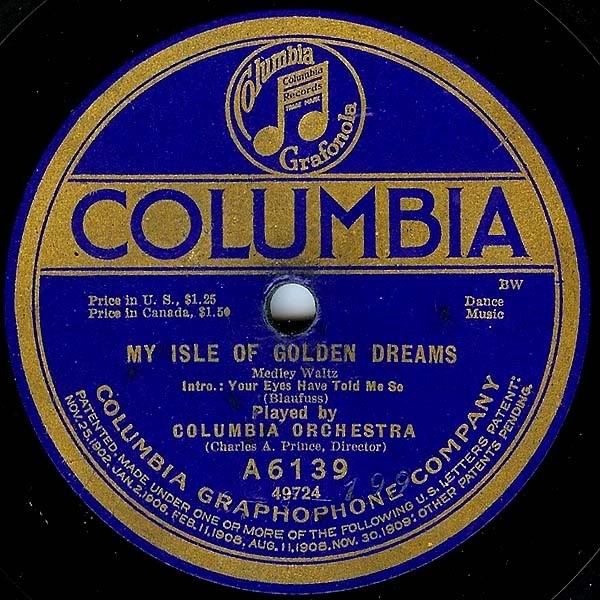 Columbia
Columbia
Records
TRADE MARK
Grafonola
COLUMBIA
Price in U. S., $1.25
Price in Canada, $1.50
BW
Dance
Music
MY ISLE OF GOLDEN DREAMS
Medley Waltz
Intro.: Your Eyes Have Told Me So
(Blaufuss)
Played by
COLUMBIA ORCHESTRA
(Charles A. Prince, Director)
A6139
49724
COLUMBIA GRAPHOPHONE COMPANY
PATENTED. MADE UNDER ONE OR MORE OF THE FOLLOWING U.S. LETTERS PATENT:
NOV. 25, 1902, JAN. 2, 1906, FEB. 11, 1908, AUG. 11, 1908, NOV. 30, 1909; OTHER PATENTS PENDING.